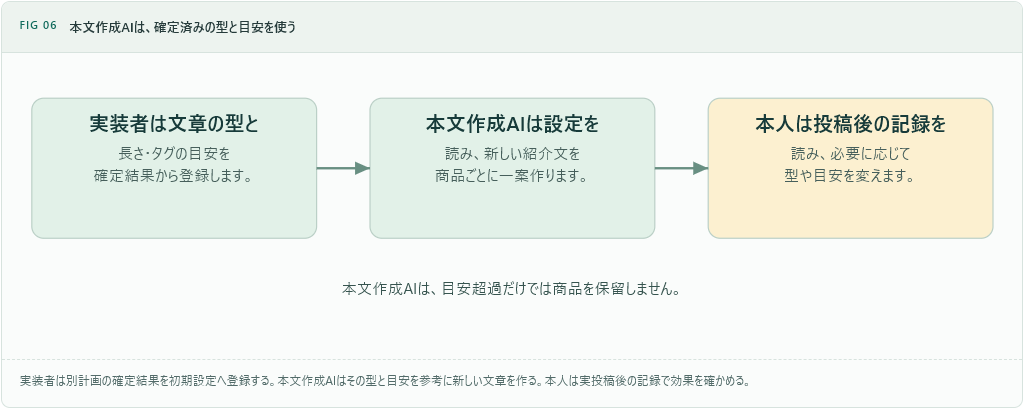 FIG 06 本文作成AIは、確定済みの型と目安を使う
実装者は文章の型と
長さ・タグの目安を
確定結果から登録します。
本文作成AIは設定を
読み、新しい紹介文を
商品ごとに一案作ります。
本人は投稿後の記録を
読み、必要に応じて
型や目安を変えます。
本文作成AIは、目安超過だけでは商品を保留しません。
実装者は別計画の確定結果を初期設定へ登録する。本文作成AIはその型と目安を参考に新しい文章を作る。本人は実投稿後の記録で効果を確かめる。